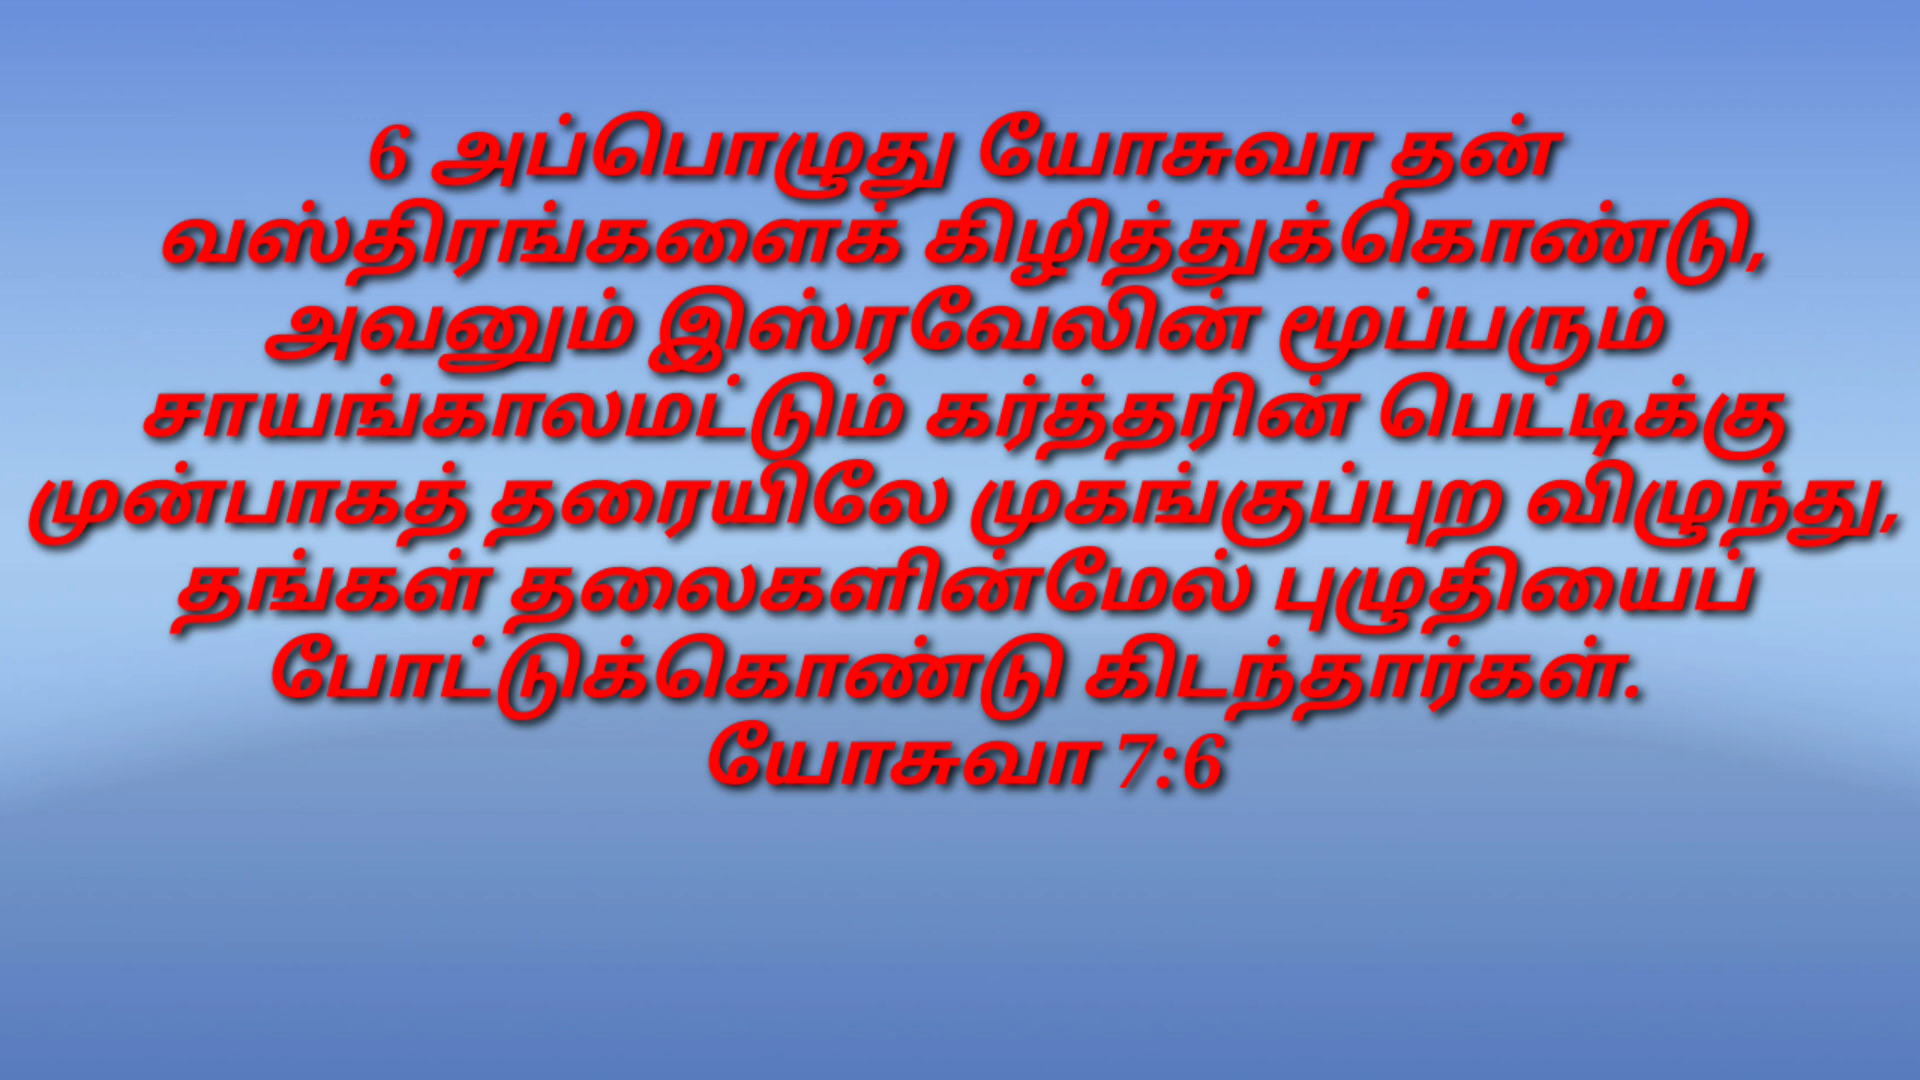 6 அப்பொழுது யோசுவா தன்
வஸ்திரங்களைக் கிழித்துக்கொண்டு,
அவனும் இஸ்ரவேலின் மூப்பரும்
சாயங்காலமட்டும் கர்த்தரின் பெட்டிக்கு
முன்பாகத் தரையிலே முகங்குப்புற விழுந்து,
தங்கள் தலைகளின்மேல் புழுதியைப்
போட்டுக்கொண்டு கிடந்தார்கள்.
யோசுவா 7:6